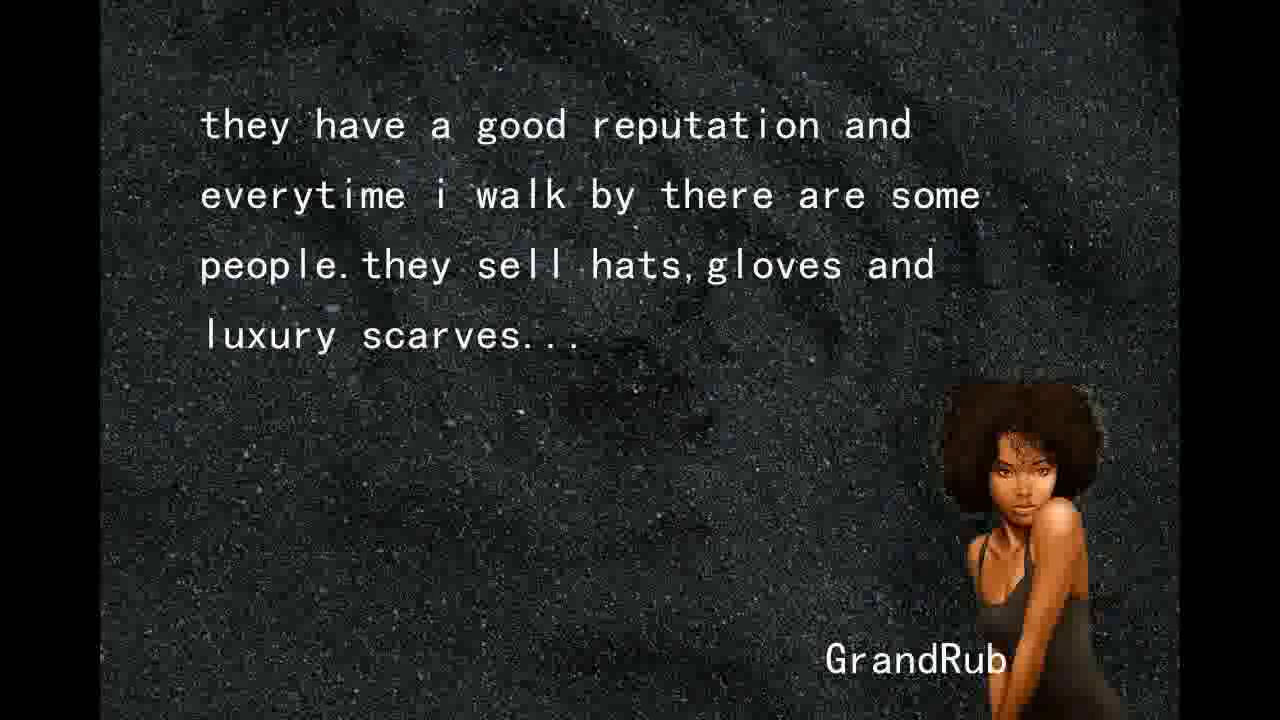 they have a good reputation and
everytime i walk by there are some
people.they sell hats,gloves and
luxury scarves...
GrandRub